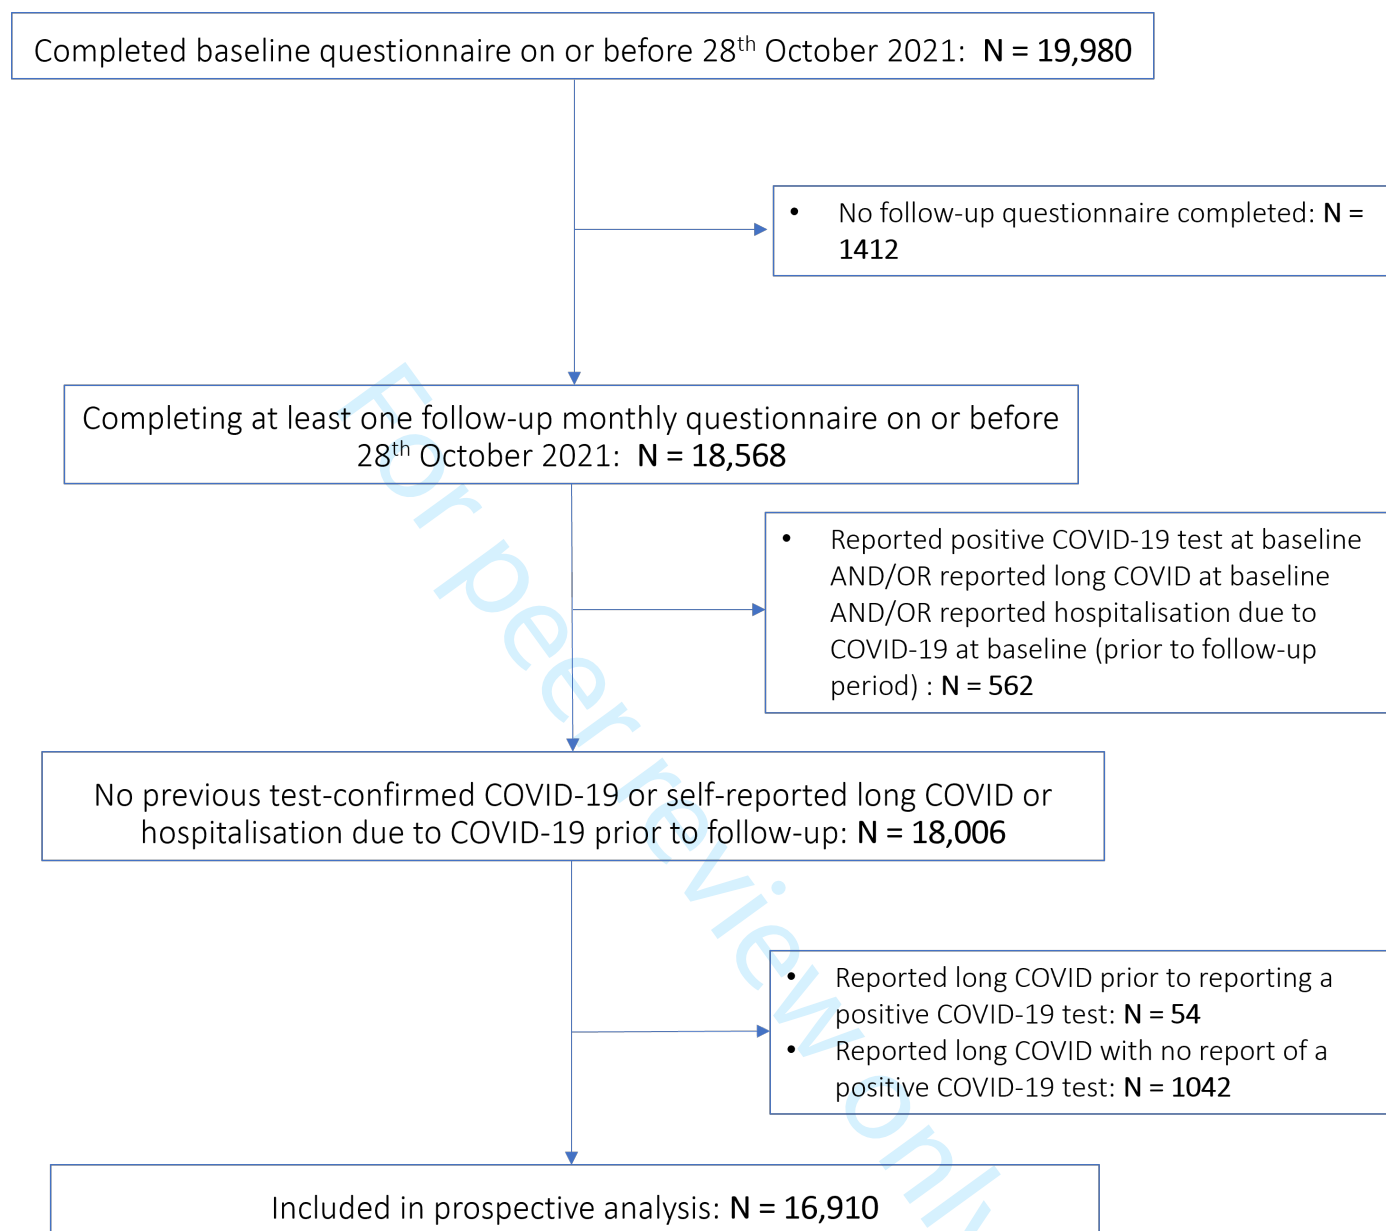 Completed baseline questionnaire on or before 28th October 2021: N = 19,980
• No follow-up questionnaire completed: N =
1412
Completing at least one follow-up monthly questionnaire on or before
28th October 2021: N = 18,568
• Reported positive COVID-19 test at baseline
AND/OR reported long COVID at baseline
AND/OR reported hospitalisation due to
COVID-19 at baseline (prior to follow-up
period) : N = 562
No previous test-confirmed COVID-19 or self-reported long COVID or
hospitalisation due to COVID-19 prior to follow-up: N = 18,006
• Reported long COVID prior to reporting a
positive COVID-19 test: N = 54
• Reported long COVID with no report of a
positive COVID-19 test: N = 1042
Included in prospective analysis: N = 16,910
For peer review only